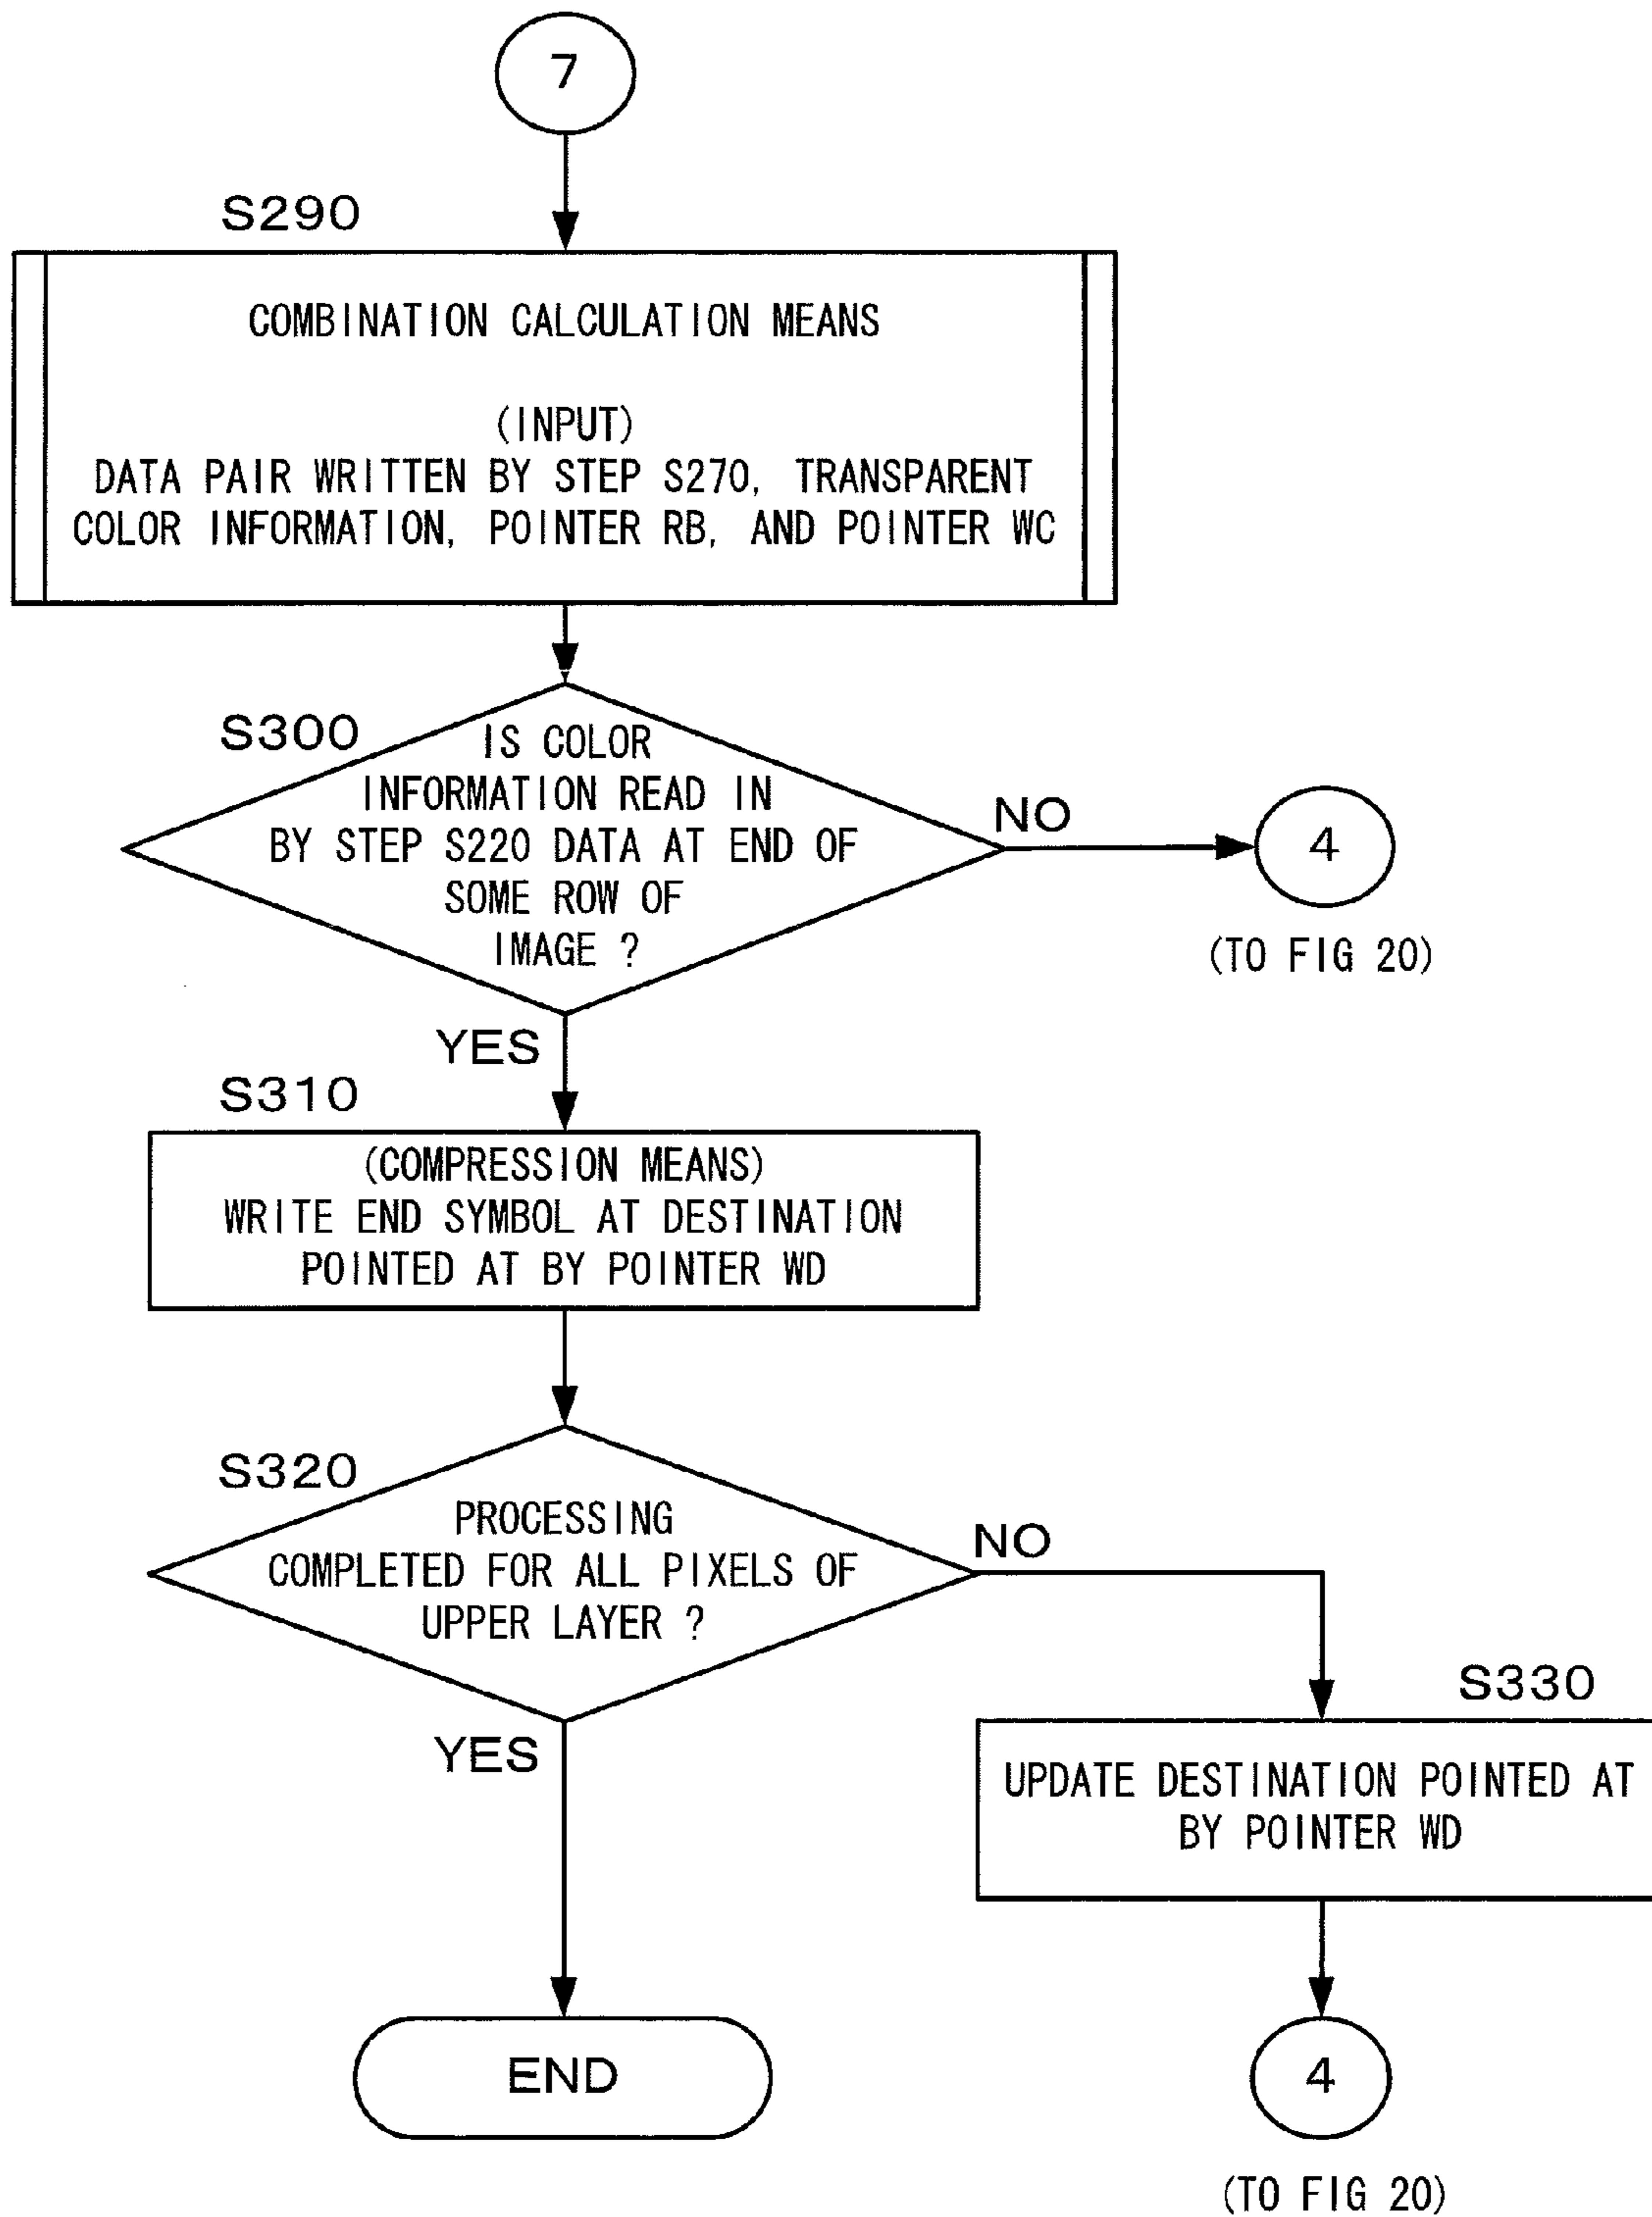 7
S290
COMBINATION CALCULATION MEANS
(INPUT)
DATA PAIR WRITTEN BY STEP S270, TRANSPARENT
COLOR INFORMATION, POINTER RB, AND POINTER WC
S300
IS COLOR
INFORMATION READ IN
BY STEP S220 DATA AT END OF
SOME ROW OF
IMAGE ?
NO
4
(TO FIG 20)
YES
S310
(COMPRESSION MEANS)
WRITE END SYMBOL AT DESTINATION
POINTED AT BY POINTER WD
S320
PROCESSING
COMPLETED FOR ALL PIXELS OF
UPPER LAYER ?
NO
S330
UPDATE DESTINATION POINTED AT
BY POINTER WD
YES
END
4
(TO FIG 20)